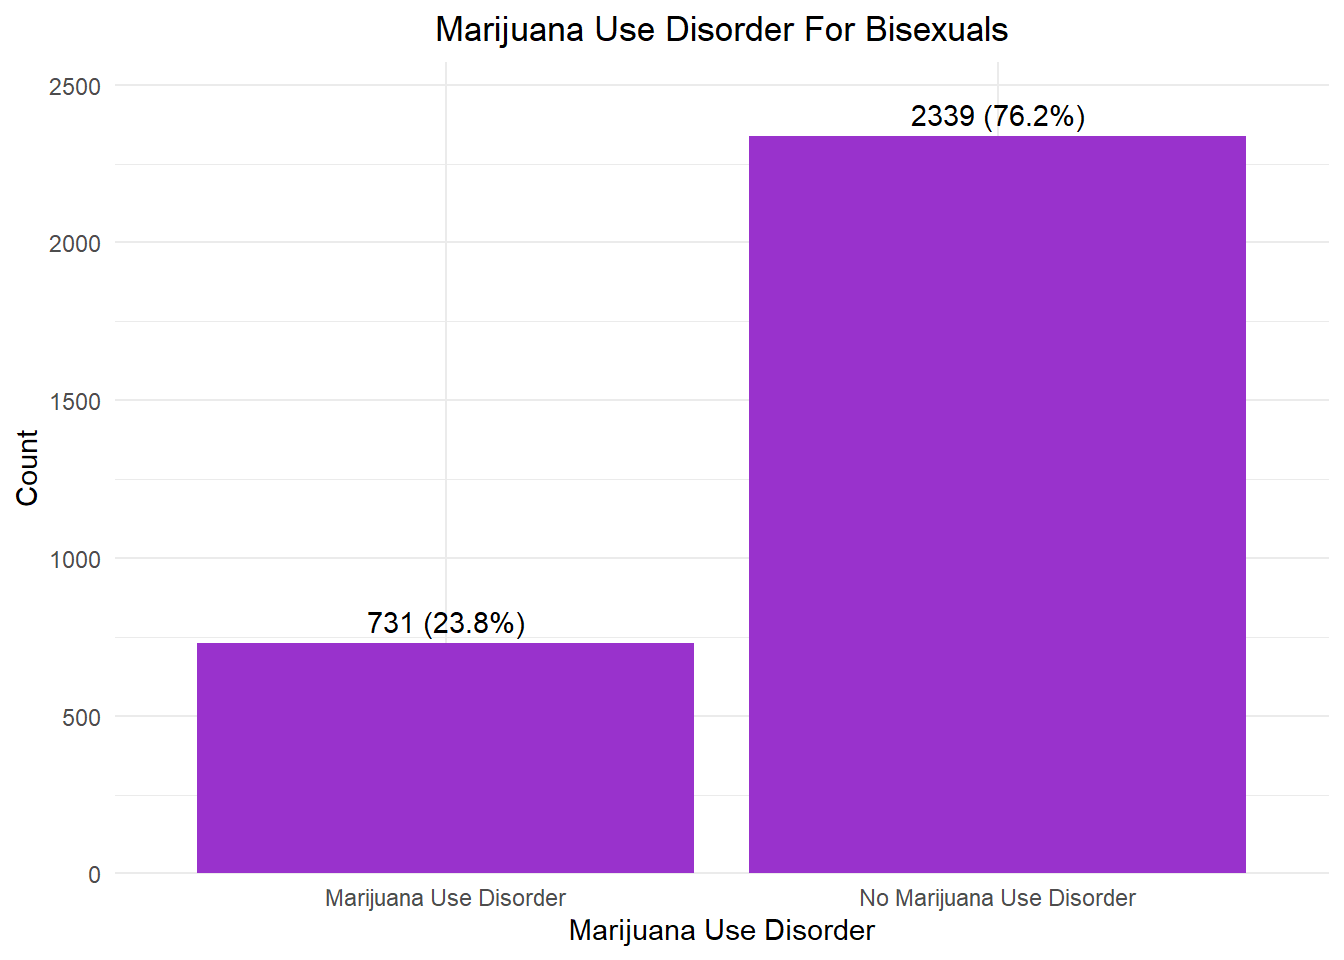 Marijuana Use Disorder For Bisexuals
2500
2000
1500
1000
500
0
Count
2339 (76.2%)
731 (23.8%)
Marijuana Use Disorder
No Marijuana Use Disorder
Marijuana Use Disorder